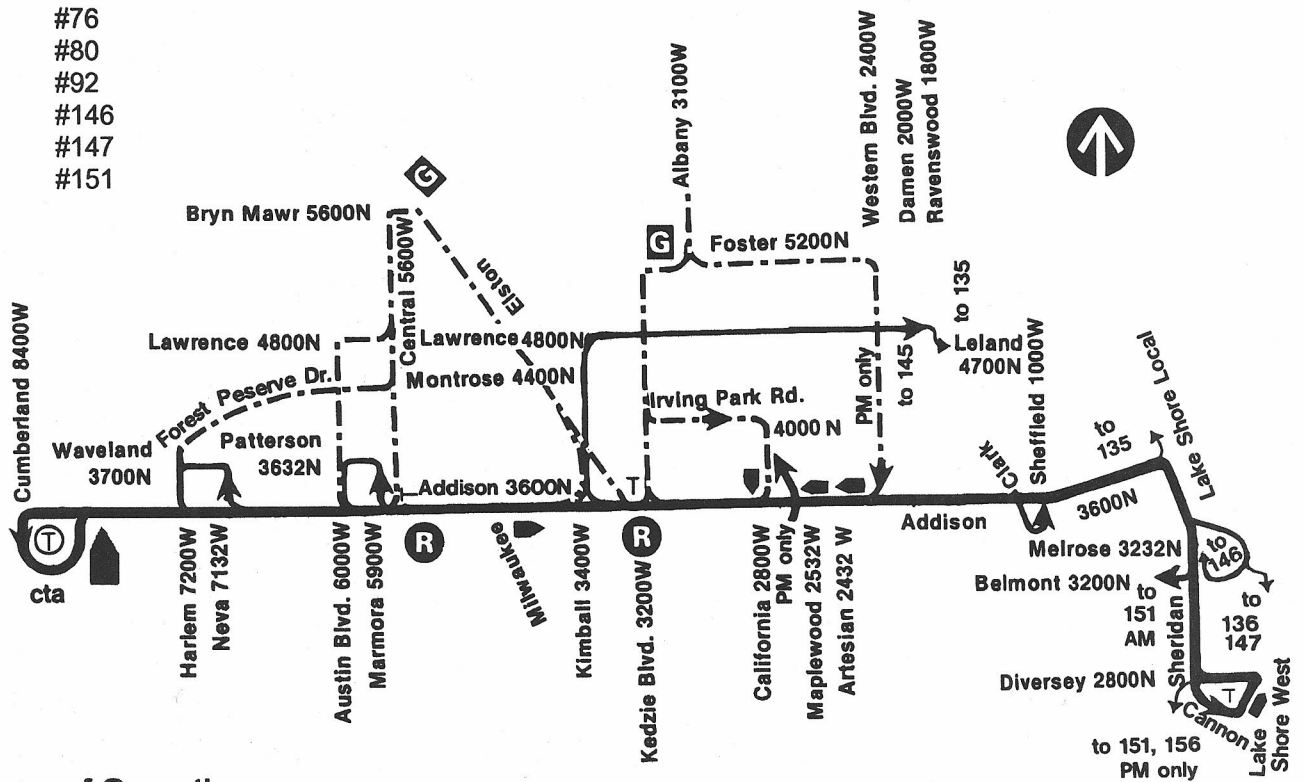 #76
#80
#92
#146
#147
#151
Bryn Mawr 5600N
G
Central 5600W
Elston
G
Albany 3100W
Foster 5200N
Western Blvd. 2400W
Damen 2000W
Ravenswood 1800W
Cumberland 8400W
Lawrence 4800N
Forest Peserve Dr.
Lawrence 4800N
Montrose 4400N
Irving Park Rd.
4000 N
PM only
to 145
to 135
Leland
4700N
Sheffield 1000W
Waveland
3700N
Patterson
3632N
Addison 3600N
T
T
cta
R
R
Harlem 7200W
Neva 7132W
Austin Blvd. 6000W
Marmora 5900W
Milwaukee
Kimball 3400W
Kedzie Blvd. 3200W
California 2800W
PM only
Maplewood 2532W
Artesian 2432 W
Addison
Clark
3600N
to
135
Lake Shore Local
Melrose 3232N
to
146
Belmont 3200N
to
151
AM
Sheridan
to
136
147
Diversey 2800N
T
Cannon
Lake
Shore West
to 151, 156
PM only